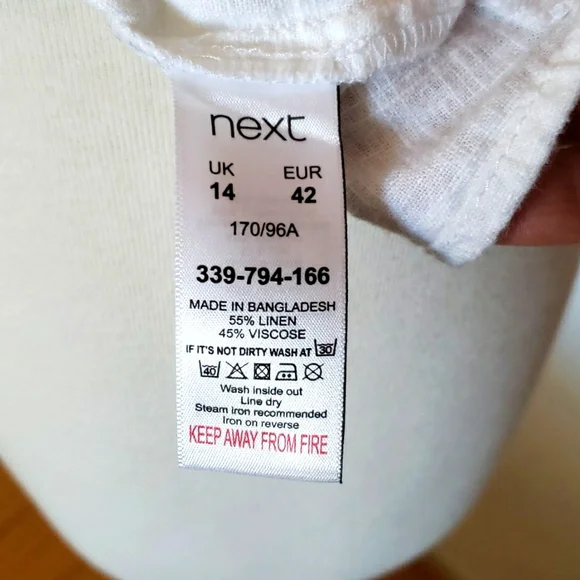 next
UK EUR
14 42
170/96A
339-794-166
MADE IN BANGLADESH
55% LINEN
45% VISCOSE
IF IT'S NOT DIRTY WASH AT 30
40
Wash inside out
Line dry
Steam iron recommended
Iron on reverse
KEEP AWAY FROM FIRE